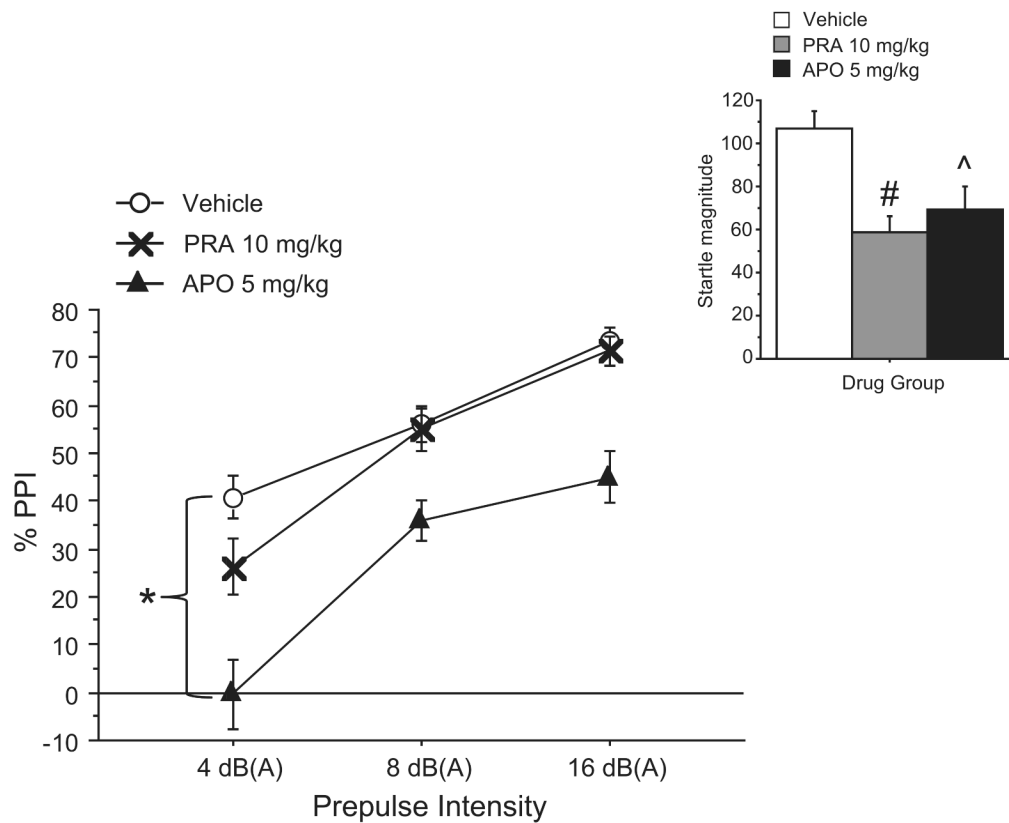 Vehicle
PRA 10 mg/kg
APO 5 mg/kg
120
100
80
60
40
20
0
Startle magnitude
#
^
Drug Group
Vehicle
PRA 10 mg/kg
APO 5 mg/kg
80
70
60
50
40
30
20
10
0
-10
% PPI
*
4 dB(A) 8 dB(A) 16 dB(A)
Prepulse Intensity